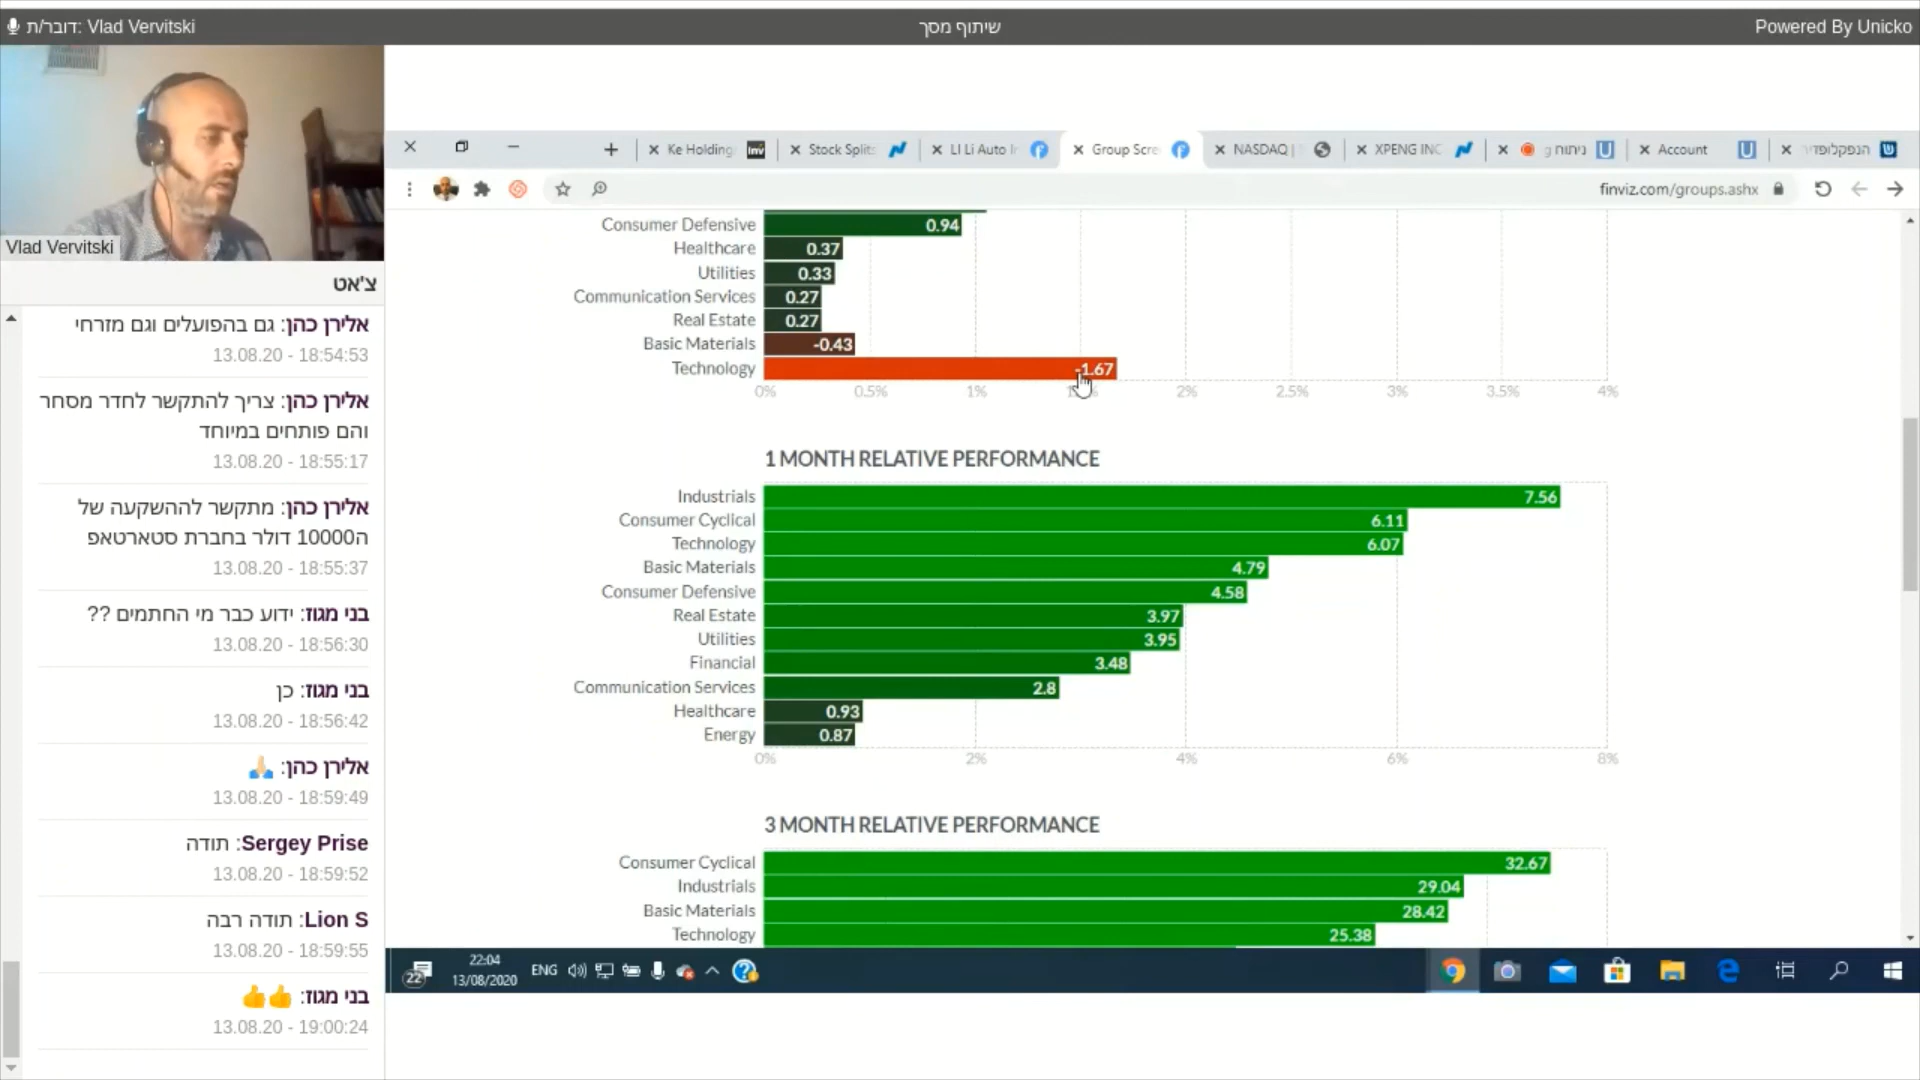 דובר/ת: Vlad Vervitski
שיתוף מסך
Powered By Unicko
Vlad Vervitski
צ'אט
אלירן כהן: גם בהפועלים וגם מזרחי
13.08.20 - 18:54:53
אלירן כהן: צריך להתקשר לחדר מסחר
והם פותחים במיוחד
13.08.20 - 18:55:17
אלירן כהן: מתקשר לההשקעה של
ה10000 דולר בחברת סטארטאפ
13.08.20 - 18:55:37
בני מגוז: ידוע כבר מי החתמים ??
13.08.20 - 18:56:30
בני מגוז: כן
13.08.20 - 18:56:42
אלירן כהן: 🙏🏻
13.08.20 - 18:59:49
Sergey Prise: תודה
13.08.20 - 18:59:52
Lion S: תודה רבה
13.08.20 - 18:59:55
בני מגוז: 👍👍
13.08.20 - 19:00:24
Ke Holding
Inv
Stock Splits
LI Li Auto I
Group Scre
NASDAQ |
XPENG INC
ניתוח g
Account
הנפקלופדי
finviz.com/groups.ashx
Consumer Defensive 0.94
Healthcare 0.37
Utilities 0.33
Communication Services 0.27
Real Estate 0.27
Basic Materials -0.43
Technology -1.67
0% 0.5% 1% 2% 2.5% 3% 3.5% 4%
1 MONTH RELATIVE PERFORMANCE
Industrials 7.56
Consumer Cyclical 6.11
Technology 6.07
Basic Materials 4.79
Consumer Defensive 4.58
Real Estate 3.97
Utilities 3.95
Financial 3.48
Communication Services 2.8
Healthcare 0.93
Energy 0.87
0% 2% 4% 6% 8%
3 MONTH RELATIVE PERFORMANCE
Consumer Cyclical 32.67
Industrials 29.04
Basic Materials 28.42
Technology 25.38
22
22:04
13/08/2020
ENG